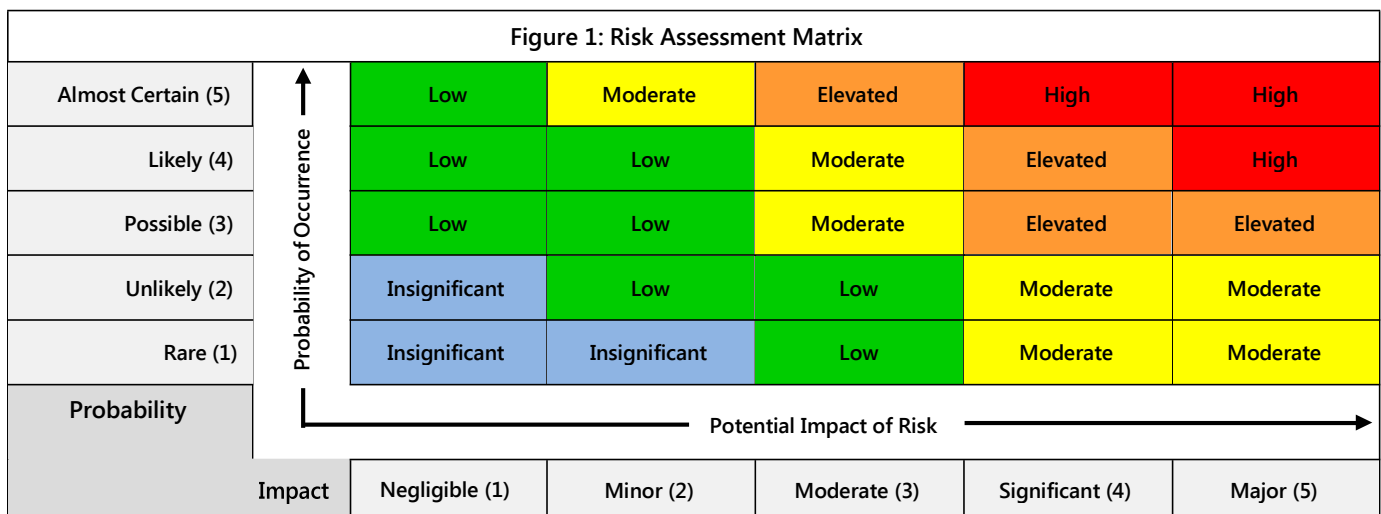 Figure 1: Risk Assessment Matrix
Almost Certain (5) Low Moderate Elevated High High
Likely (4) Low Low Moderate Elevated High
Possible (3) Low Low Moderate Elevated Elevated
Unlikely (2) Insignificant Low Low Moderate Moderate
Rare (1) Insignificant Insignificant Low Moderate Moderate
Probability of Occurrence
Probability
Potential Impact of Risk
Impact Negligible (1) Minor (2) Moderate (3) Significant (4) Major (5)